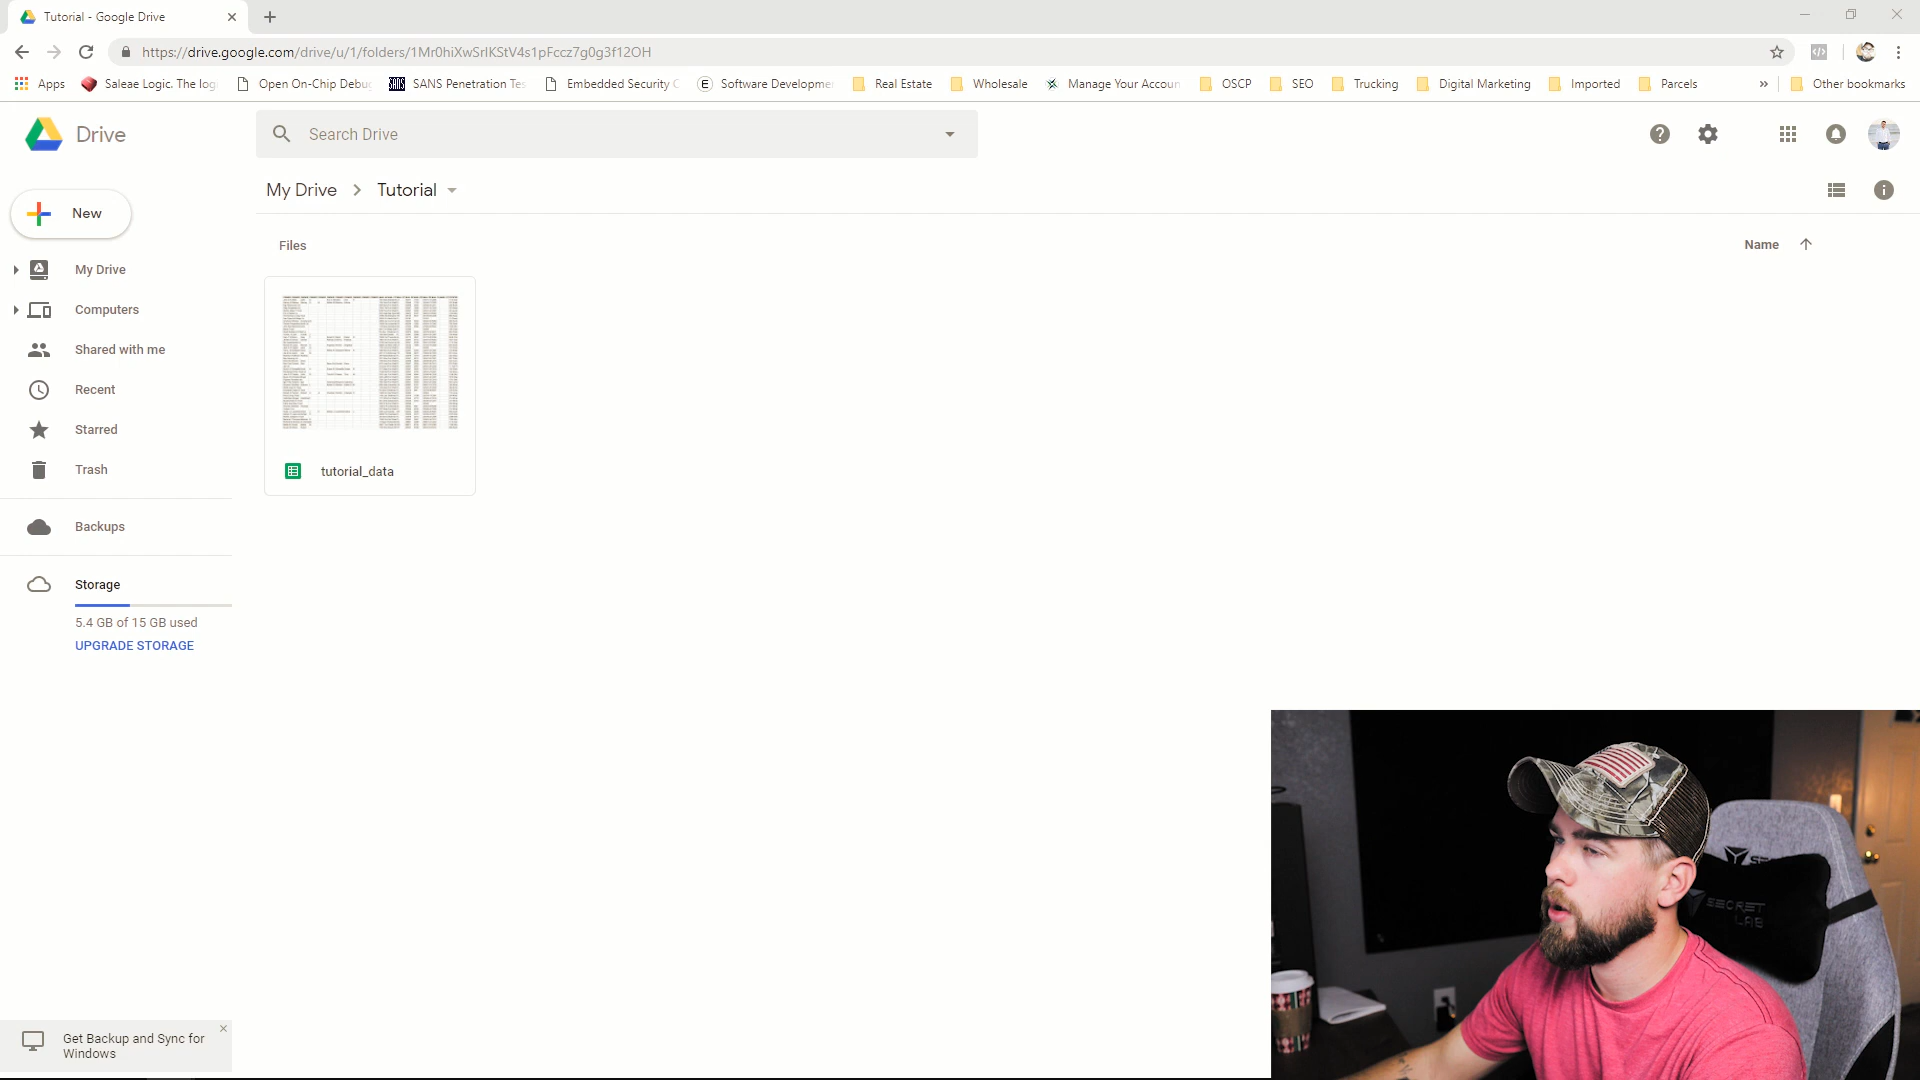 Tutorial - Google Drive
https://drive.google.com/drive/u/1/folders/1Mr0hiXwSrIKStV4s1pFccz7g0g3f12OH
Apps
Saleae Logic. The log
Open On-Chip Debug
SANS Penetration Tes
Embedded Security C
E Software Developmen
Real Estate
Wholesale
Manage Your Accoun
OSCP
SEO
Trucking
Digital Marketing
Imported
Parcels
Other bookmarks
Drive
Search Drive
My Drive
Tutorial
New
Files
Name
My Drive
Computers
Shared with me
Recent
Starred
Trash
tutorial_data
Backups
Storage
5.4 GB of 15 GB used
UPGRADE STORAGE
Get Backup and Sync for
Windows
SECRET
LAB